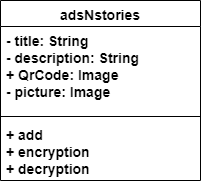 adsNstories
- title: String
- description: String
+ QrCode: Image
- picture: Image
+ add
+ encryption
+ decryption